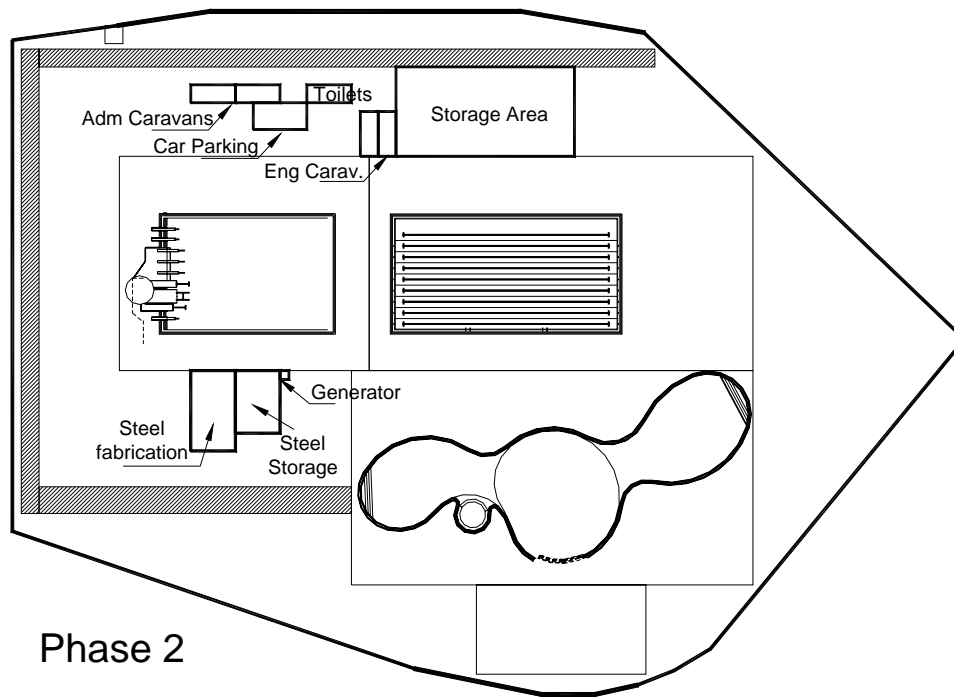 Toilets
Adm Caravans
Storage Area
Car Parking
Eng Carav.
Generator
Steel
fabrication
Steel
Storage
Phase 2